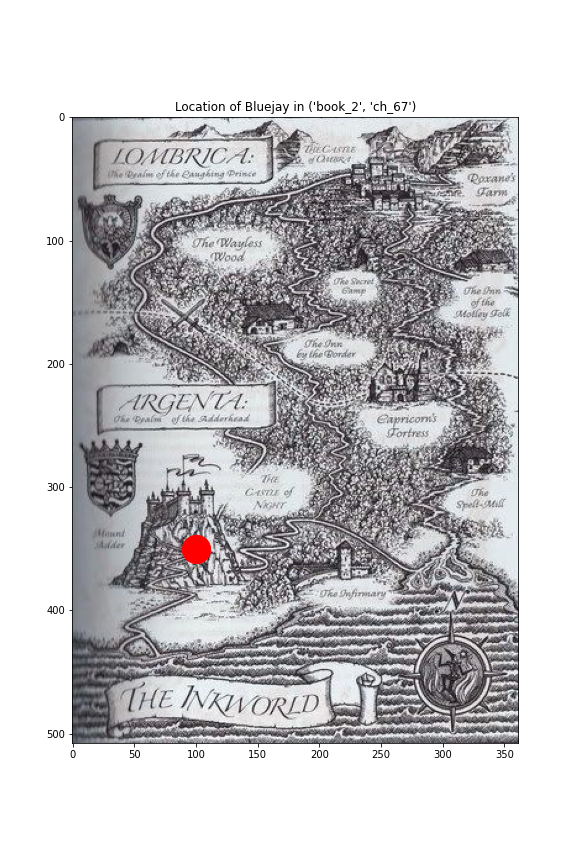 Location of Bluejay in ('book_2', 'ch_67')
0
100
200
300
400
500
0
50
100
150
200
250
300
350
LOMBRICA:
The Realm of the Laughing Prince
THE CASTLE
of OMBRA
Roxane's
Farm
The Wayless
Wood
The Secret
Camp
The Inn
of the
Motley Folk
The Inn
by the Border
ARGENTA:
The Realm of the Adderhead
Capricorn's
Fortress
THE
CASTLE of
NIGHT
The
Spelt-Mill
Mount
Adder
The Infirmary
N
THE INKWORLD